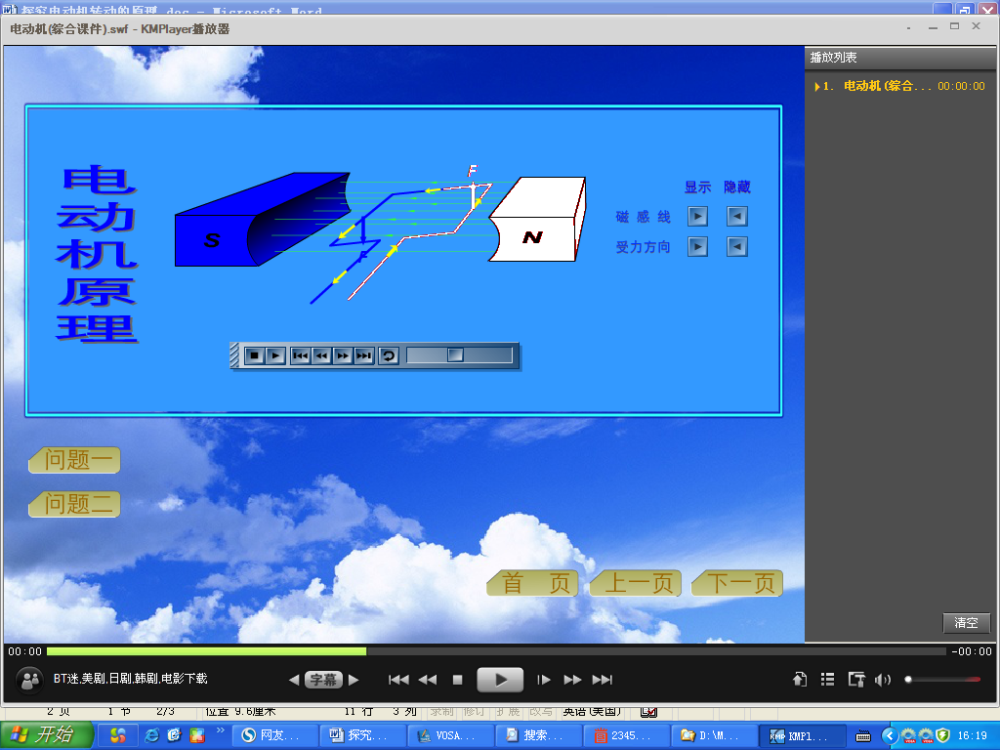 探究电动机转动的原理.doc - Microsoft Word
电动机(综合课件).swf - KMPlayer播放器
播放列表
1. 电动机(综合... 00:00:00
电动机原理
S
F
N
显示 隐藏
磁感线
受力方向
问题一
问题二
首 页 上一页 下一页
清空
00:00 -00:00
BT迷,美剧,日剧,韩剧,电影下载 字幕
2 页 1 节 2/3 位置 9.6厘米 11 行 3 列 录制 修订 扩展 改写 英语(美国)
开始 网友... 探究... VOSA... 搜索... 2345... D:\M... KMPl... 16:19